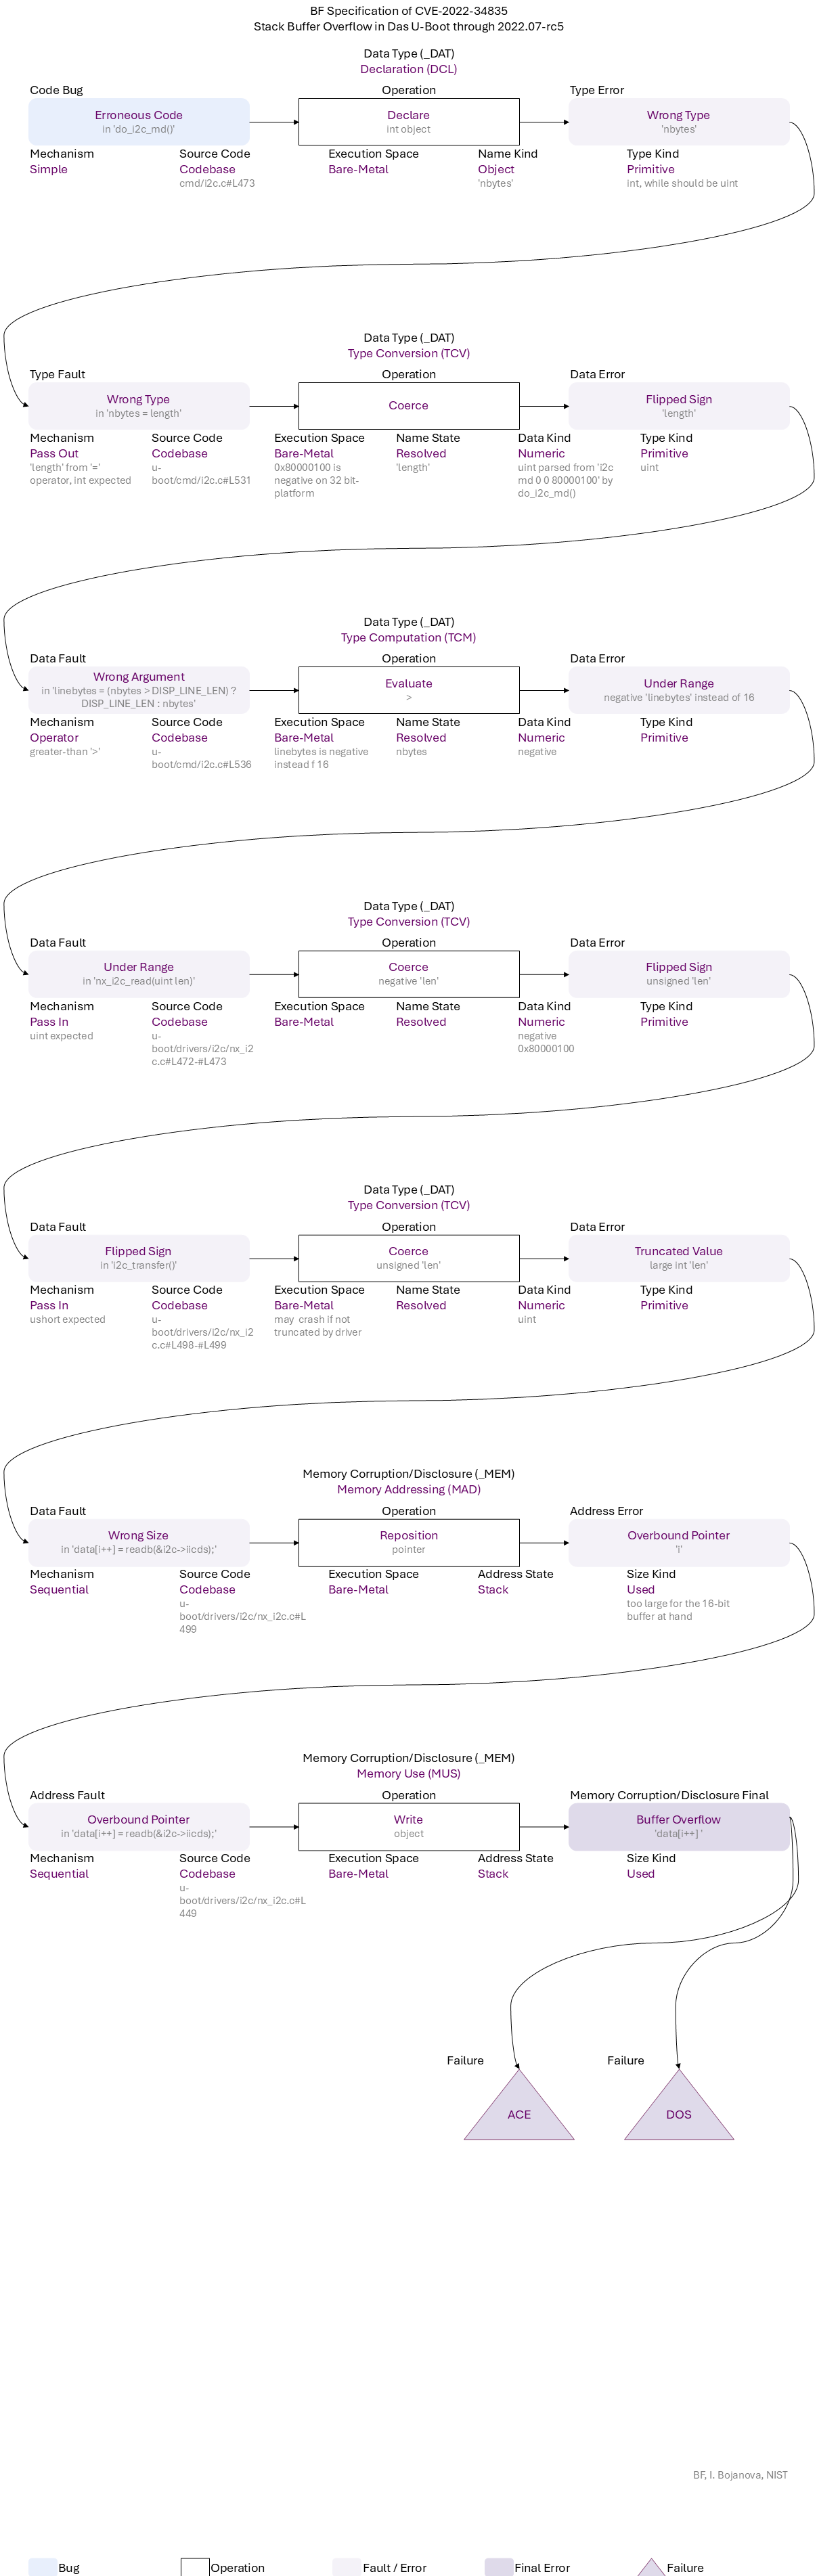 BF Specification of CVE-2022-34835
Stack Buffer Overflow in Das U-Boot through 2022.07-rc5
Data Type (_DAT)
Declaration (DCL)
Code Bug
Operation
Type Error
Erroneous Code
in 'do_i2c_md()'
Declare
int object
Wrong Type
'nbytes'
Mechanism
Simple
Source Code
Codebase
cmd/i2c.c#L473
Execution Space
Bare-Metal
Name Kind
Object
'nbytes'
Type Kind
Primitive
int, while should be uint
Data Type (_DAT)
Type Conversion (TCV)
Type Fault
Operation
Data Error
Wrong Type
in 'nbytes = length'
Coerce
Flipped Sign
'length'
Mechanism
Pass Out
'length' from '='
operator, int expected
Source Code
Codebase
u-
boot/cmd/i2c.c#L531
Execution Space
Bare-Metal
0x80000100 is
negative on 32 bit-
platform
Name State
Resolved
'length'
Data Kind
Numeric
uint parsed from 'i2c
md 0 0 80000100' by
do_i2c_md()
Type Kind
Primitive
uint
Data Type (_DAT)
Type Computation (TCM)
Data Fault
Operation
Data Error
Wrong Argument
in 'linebytes = (nbytes > DISP_LINE_LEN) ?
DISP_LINE_LEN : nbytes'
Evaluate
>
Under Range
negative 'linebytes' instead of 16
Mechanism
Operator
greater-than '>'
Source Code
Codebase
u-
boot/cmd/i2c.c#L536
Execution Space
Bare-Metal
linebytes is negative
instead f 16
Name State
Resolved
nbytes
Data Kind
Numeric
negative
Type Kind
Primitive
Data Type (_DAT)
Type Conversion (TCV)
Data Fault
Operation
Data Error
Under Range
in 'nx_i2c_read(uint len)'
Coerce
negative 'len'
Flipped Sign
unsigned 'len'
Mechanism
Pass In
uint expected
Source Code
Codebase
u-
boot/drivers/i2c/nx_i2
c.c#L472-#L473
Execution Space
Bare-Metal
Name State
Resolved
Data Kind
Numeric
negative
0x80000100
Type Kind
Primitive
Data Type (_DAT)
Type Conversion (TCV)
Data Fault
Operation
Data Error
Flipped Sign
in 'i2c_transfer()'
Coerce
unsigned 'len'
Truncated Value
large int 'len'
Mechanism
Pass In
ushort expected
Source Code
Codebase
u-
boot/drivers/i2c/nx_i2
c.c#L498-#L499
Execution Space
Bare-Metal
may  crash if not
truncated by driver
Name State
Resolved
Data Kind
Numeric
uint
Type Kind
Primitive
Memory Corruption/Disclosure (_MEM)
Memory Addressing (MAD)
Data Fault
Operation
Address Error
Wrong Size
in 'data[i++] = readb(&i2c->iicds);'
Reposition
pointer
Overbound Pointer
'i'
Mechanism
Sequential
Source Code
Codebase
u-
boot/drivers/i2c/nx_i2c.c#L
499
Execution Space
Bare-Metal
Address State
Stack
Size Kind
Used
too large for the 16-bit
buffer at hand
Memory Corruption/Disclosure (_MEM)
Memory Use (MUS)
Address Fault
Operation
Memory Corruption/Disclosure Final
Overbound Pointer
in 'data[i++] = readb(&i2c->iicds);'
Write
object
Buffer Overflow
'data[i++] '
Mechanism
Sequential
Source Code
Codebase
u-
boot/drivers/i2c/nx_i2c.c#L
449
Execution Space
Bare-Metal
Address State
Stack
Size Kind
Used
Failure
Failure
ACE
DOS
BF, I. Bojanova, NIST
Bug
Operation
Fault / Error
Final Error
Failure